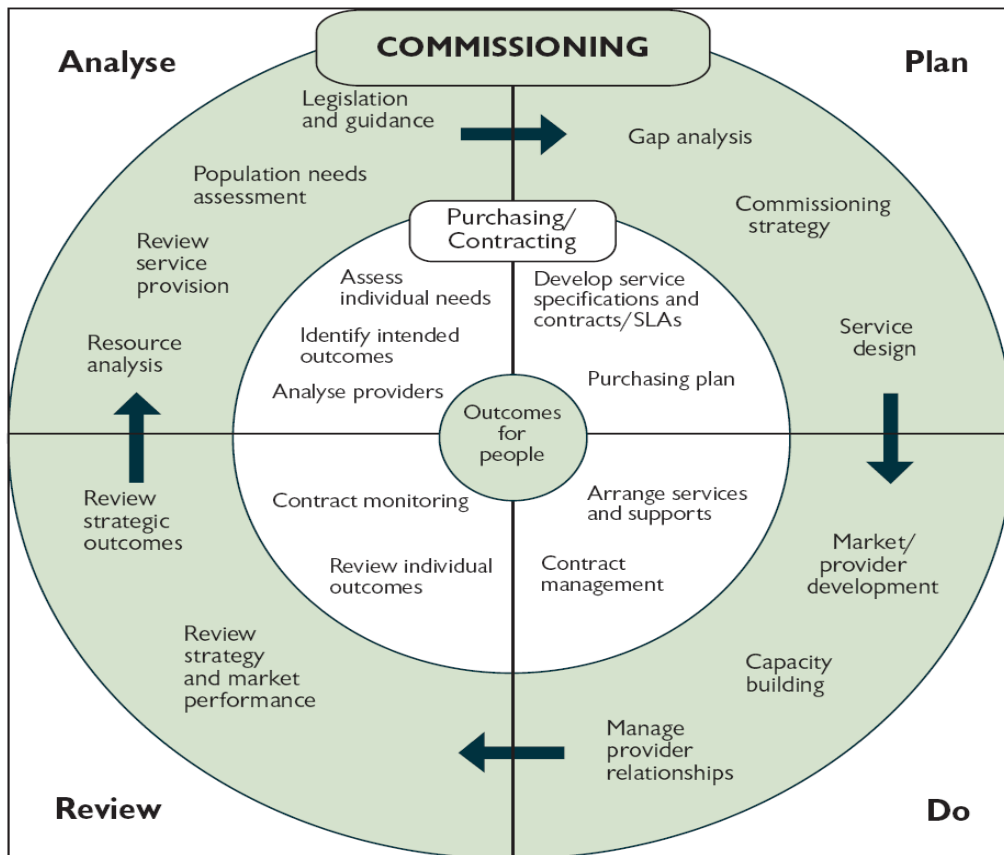 COMMISSIONING
Analyse
Plan
Legislation
and guidance
Population needs
assessment
Review
service
provision
Resource
analysis
Gap analysis
Commissioning
strategy
Service
design
Purchasing/
Contracting
Assess
individual needs
Identify intended
outcomes
Analyse providers
Develop service
specifications and
contracts/SLAs
Purchasing plan
Outcomes
for
people
Contract monitoring
Review individual
outcomes
Arrange services
and supports
Contract
management
Review
strategic
outcomes
Review
strategy
and market
performance
Market/
provider
development
Capacity
building
Manage
provider
relationships
Review
Do